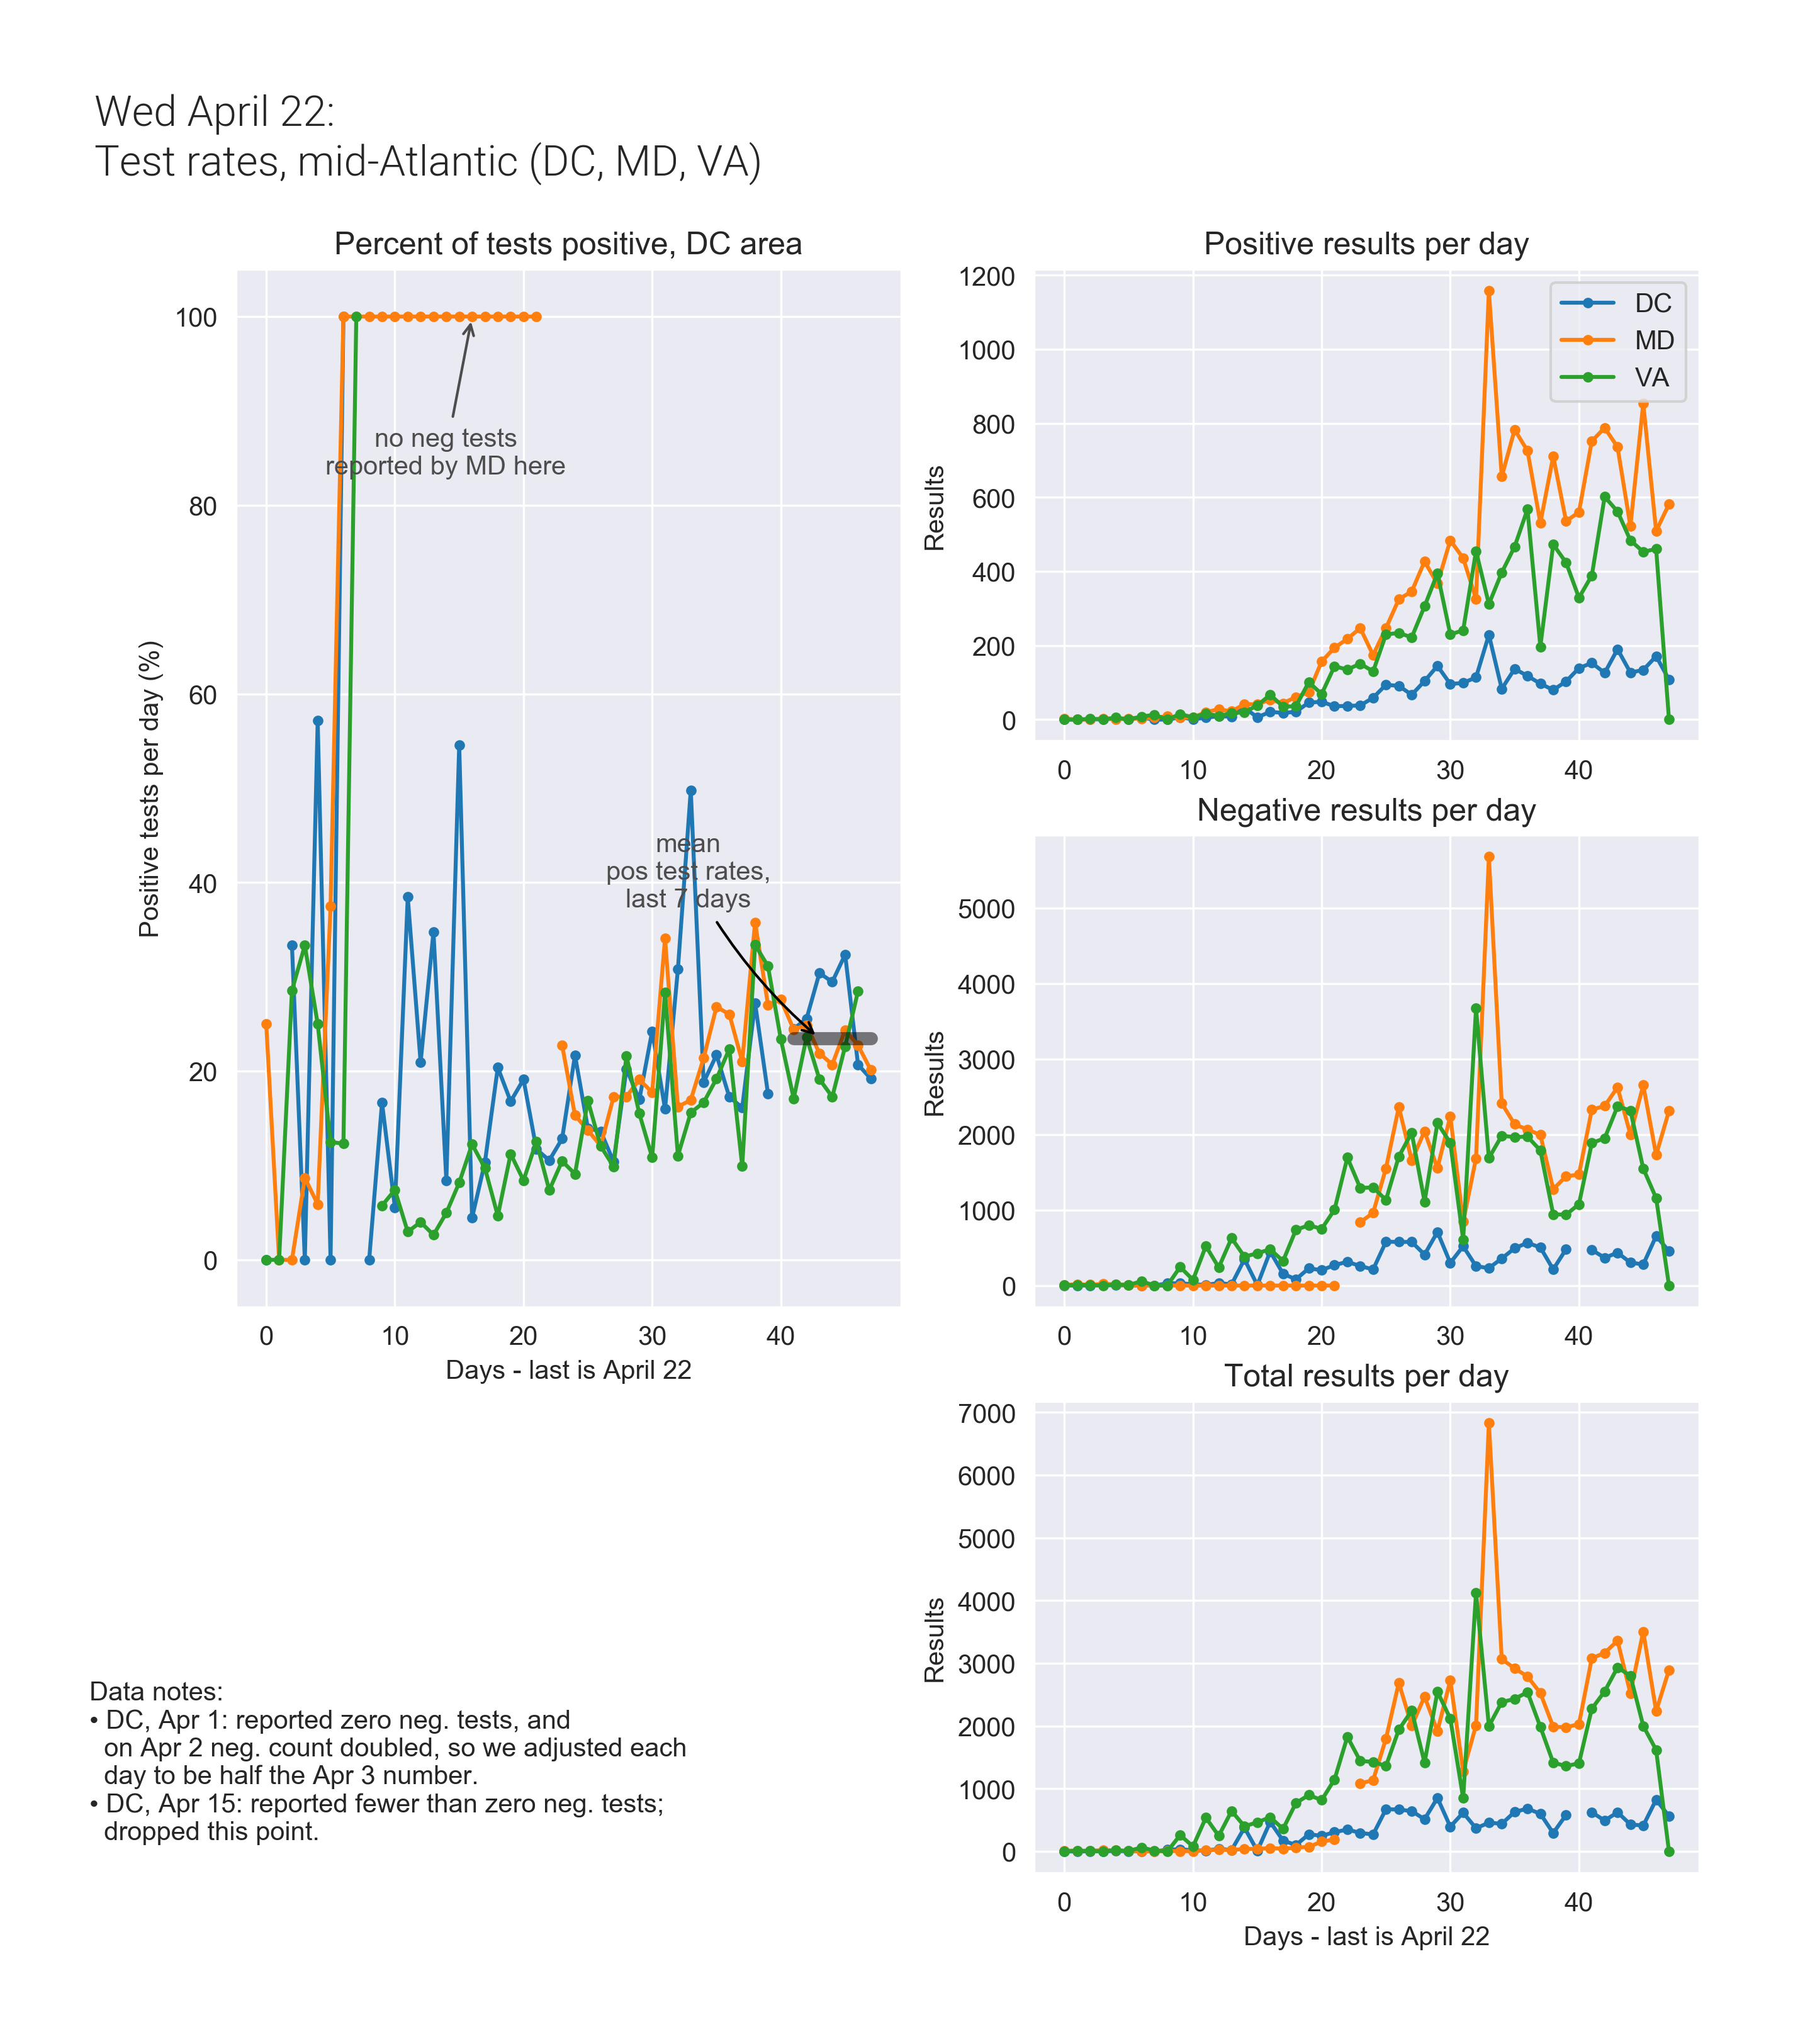 Wed April 22:
Test rates, mid-Atlantic (DC, MD, VA)
Percent of tests positive, DC area
100
80
60
40
20
0
Positive tests per day (%)
no neg tests
reported by MD here
mean
pos test rates,
last 7 days
0 10 20 30 40
Days - last is April 22
Positive results per day
1200
1000
800
600
400
200
0
Results
DC
MD
VA
0 10 20 30 40
Negative results per day
5000
4000
3000
2000
1000
0
Results
0 10 20 30 40
Total results per day
7000
6000
5000
4000
3000
2000
1000
0
Results
0 10 20 30 40
Days - last is April 22
Data notes:
• DC, Apr 1: reported zero neg. tests, and
on Apr 2 neg. count doubled, so we adjusted each
day to be half the Apr 3 number.
• DC, Apr 15: reported fewer than zero neg. tests;
dropped this point.